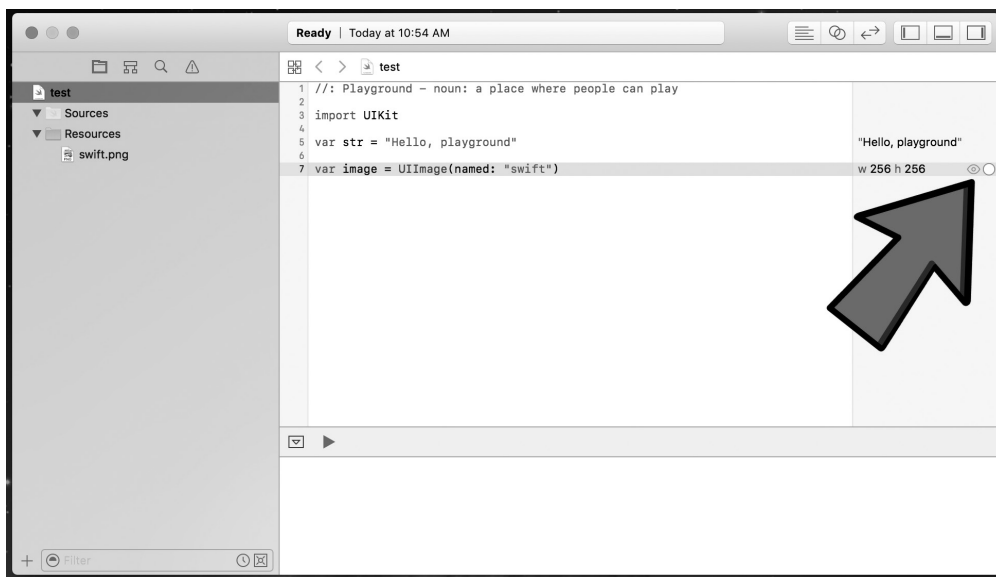 Ready | Today at 10:54 AM
test
test
Sources
Resources
swift.png
1 //: Playground – noun: a place where people can play
2
3 import UIKit
4
5 var str = "Hello, playground"
"Hello, playground"
6
7 var image = UIImage(named: "swift")
w 256 h 256
Filter